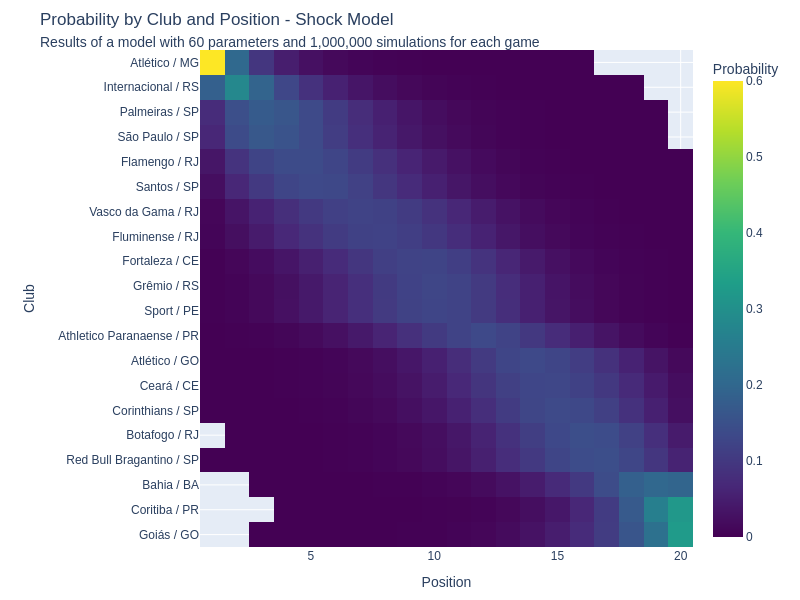 Probability by Club and Position - Shock Model
Results of a model with 60 parameters and 1,000,000 simulations for each game
Probability
Atlético / MG
Internacional / RS
Palmeiras / SP
São Paulo / SP
Flamengo / RJ
Santos / SP
Vasco da Gama / RJ
Fluminense / RJ
Fortaleza / CE
Grêmio / RS
Sport / PE
Athletico Paranaense / PR
Atlético / GO
Ceará / CE
Corinthians / SP
Botafogo / RJ
Red Bull Bragantino / SP
Bahia / BA
Coritiba / PR
Goiás / GO
Club
5
10
15
20
Position
0.6
0.5
0.4
0.3
0.2
0.1
0